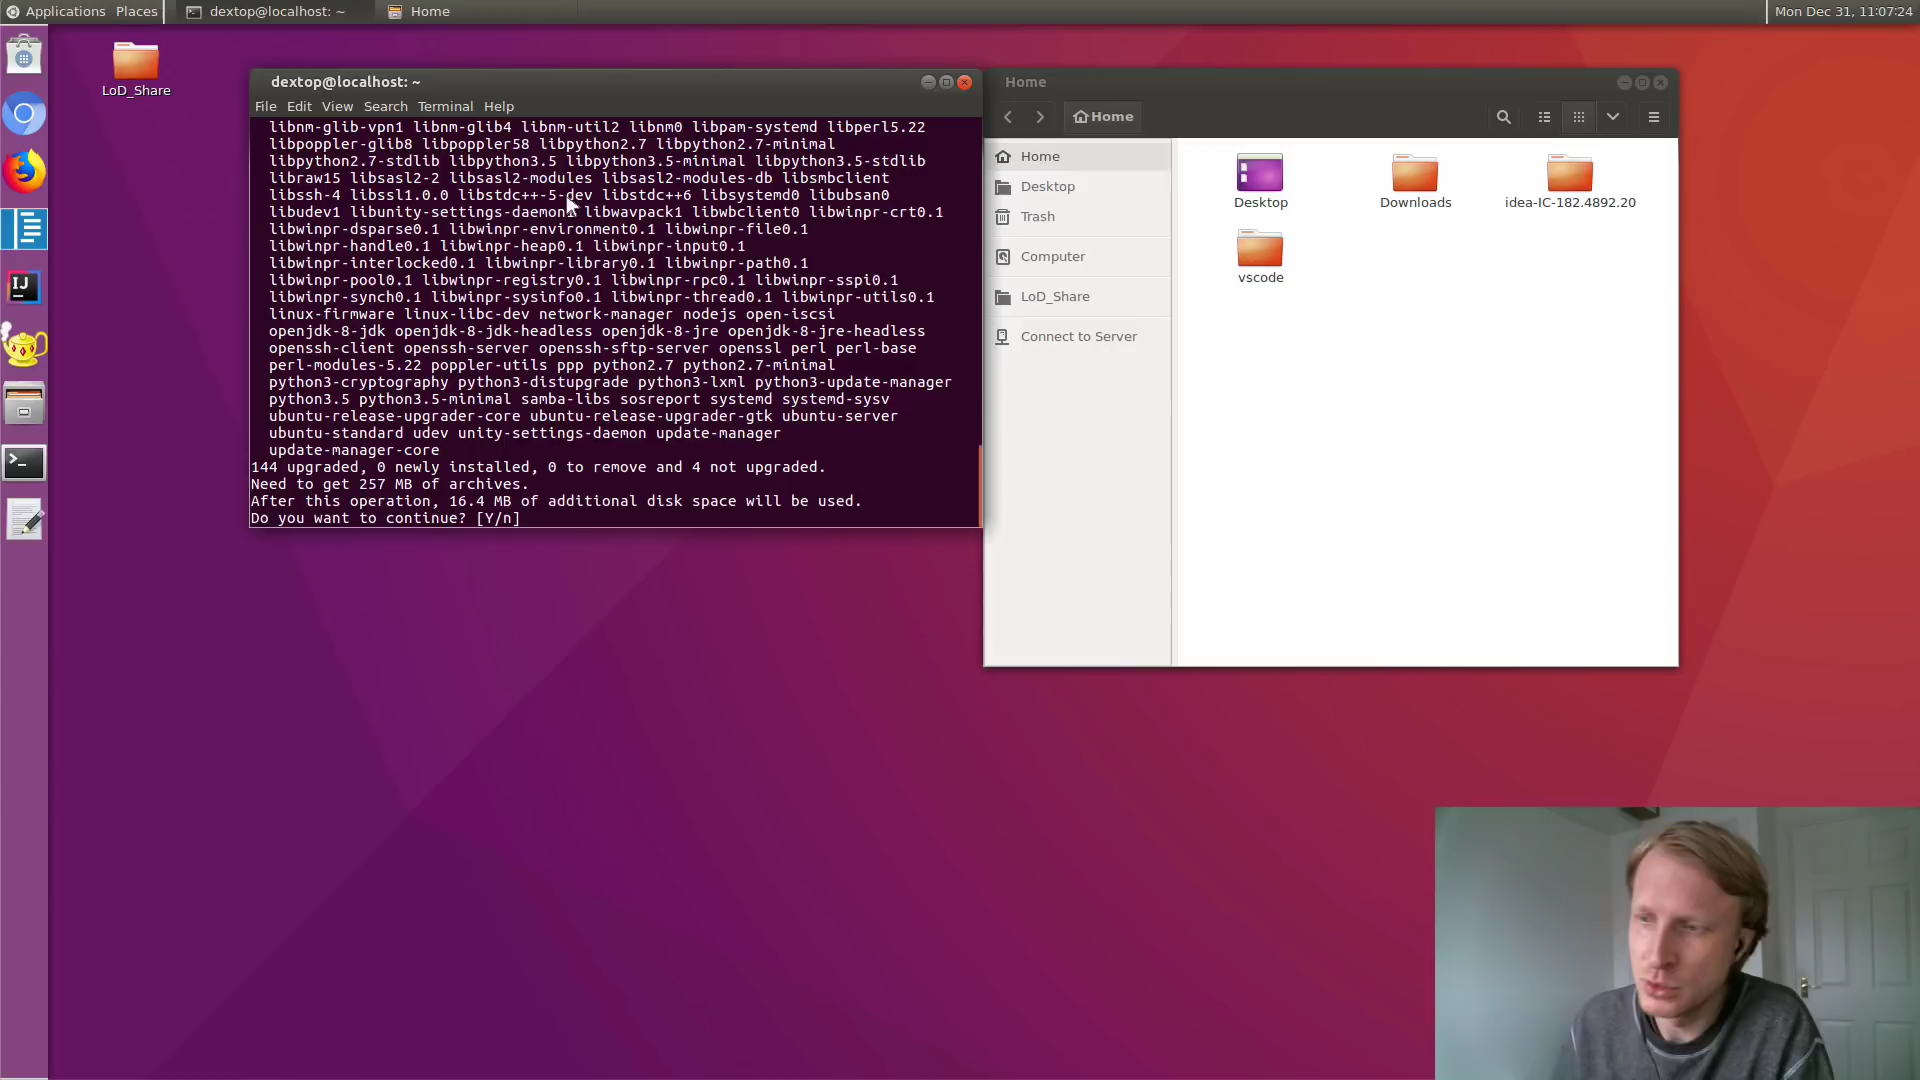 Applications Places dextop@localhost: ~ Home Mon Dec 31, 11:07:24
LoD_Share
dextop@localhost: ~
File Edit View Search Terminal Help
libnm-glib-vpn1 libnm-glib4 libnm-util2 libnm0 libpam-systemd libperl5.22
libpoppler-glib8 libpoppler58 libpython2.7 libpython2.7-minimal
libpython2.7-stdlib libpython3.5 libpython3.5-minimal libpython3.5-stdlib
libraw15 libsasl2-2 libsasl2-modules libsasl2-modules-db libsmbclient
libssh-4 libssl1.0.0 libstdc++-5-dev libstdc++6 libsystemd0 libubsan0
libudev1 libunity-settings-daemon1 libwavpack1 libwbclient0 libwinpr-crt0.1
libwinpr-dsparse0.1 libwinpr-environment0.1 libwinpr-file0.1
libwinpr-handle0.1 libwinpr-heap0.1 libwinpr-input0.1
libwinpr-interlocked0.1 libwinpr-library0.1 libwinpr-path0.1
libwinpr-pool0.1 libwinpr-registry0.1 libwinpr-rpc0.1 libwinpr-sspi0.1
libwinpr-synch0.1 libwinpr-sysinfo0.1 libwinpr-thread0.1 libwinpr-utils0.1
linux-firmware linux-libc-dev network-manager nodejs open-iscsi
openjdk-8-jdk openjdk-8-jdk-headless openjdk-8-jre openjdk-8-jre-headless
openssh-client openssh-server openssh-sftp-server openssl perl perl-base
perl-modules-5.22 poppler-utils ppp python2.7 python2.7-minimal
python3-cryptography python3-distupgrade python3-lxml python3-update-manager
python3.5 python3.5-minimal samba-libs sosreport systemd systemd-sysv
ubuntu-release-upgrader-core ubuntu-release-upgrader-gtk ubuntu-server
ubuntu-standard udev unity-settings-daemon update-manager
update-manager-core
144 upgraded, 0 newly installed, 0 to remove and 4 not upgraded.
Need to get 257 MB of archives.
After this operation, 16.4 MB of additional disk space will be used.
Do you want to continue? [Y/n]
Home
Home
Home
Desktop
Trash
Computer
LoD_Share
Connect to Server
Desktop
Downloads
idea-IC-182.4892.20
vscode
IJ